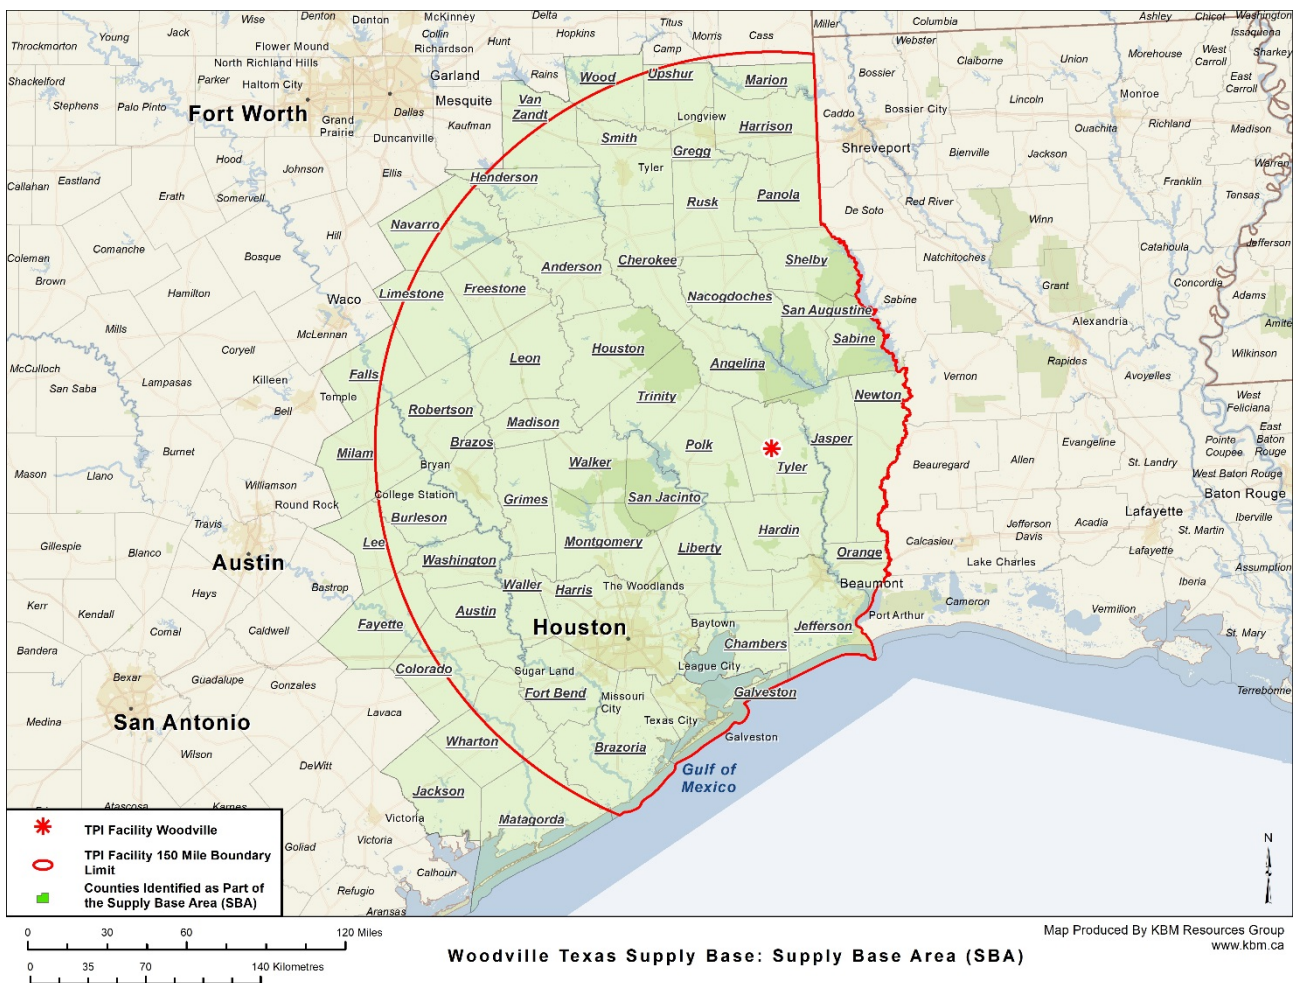 Wise
Denton
Denton
McKinney
Delta
Titus
Miller
Columbia
Ashley
Chicot
Washington
Throckmorton
Young
Jack
Collin
Hopkins
Morris
Cass
Webster
Issaquena
Flower Mound
Richardson
Hunt
Camp
Claiborne
Union
Morehouse
West
Carroll
Sharkey
North Richland Hills
Shackelford
Parker
Haltom City
Garland
Rains
Wood
Upshur
Marion
Bossier
East
Carroll
Stephens
Palo Pinto
Fort Worth
Dallas
Mesquite
Van
Zandt
Longview
Caddo
Bossier City
Lincoln
Monroe
Grand
Prairie
Duncanville
Kaufman
Smith
Harrison
Ouachita
Richland
Madison
Hood
Johnson
Ellis
Henderson
Tyler
Gregg
Shreveport
Bienville
Jackson
Warren
Callahan
Eastland
Erath
Somervell
Rusk
Panola
De Soto
Red River
Franklin
Tensas
Navarro
Hill
Winn
Comanche
Bosque
Coleman
Brown
Anderson
Cherokee
Shelby
Natchitoches
Catahoula
Jefferson
Hamilton
Waco
Limestone
Freestone
Nacogdoches
San Augustine
Sabine
Grant
Concordia
Adams
Mills
McLennan
Sabine
Alexandria
Amite
Coryell
Leon
Houston
Angelina
Rapides
Wilkinson
McCulloch
San Saba
Lampasas
Killeen
Bell
Temple
Falls
Trinity
Newton
Vernon
Avoyelles
West
Feliciana
Robertson
Madison
Burnet
Milam
Brazos
Polk
Jasper
Evangeline
Pointe
Coupee
East
Baton
Rouge
Mason
Llano
Williamson
Bryan
Walker
Tyler
Beauregard
Allen
St. Landry
West Baton Rouge
Round Rock
College Station
Grimes
San Jacinto
Baton Rouge
Travis
Burleson
Hardin
Jefferson
Davis
Acadia
Lafayette
St. Martin
Iberville
Gillespie
Blanco
Lee
Montgomery
Liberty
Orange
Calcasieu
Lake Charles
Lafayette
Austin
Washington
Assumption
Hays
Bastrop
Waller
Harris
The Woodlands
Beaumont
Iberia
Kerr
Kendall
Comal
Caldwell
Fayette
Austin
Houston
Baytown
Jefferson
Port Arthur
Cameron
Vermilion
St. Mary
Bandera
Bexar
Guadalupe
Gonzales
Colorado
Sugar Land
League City
Chambers
Terrebonne
Medina
San Antonio
Lavaca
Fort Bend
Missouri
City
Texas City
Galveston
Wilson
DeWitt
Wharton
Brazoria
Galveston
Gulf of
Mexico
Atascosa
Karnes
Jackson
Victoria
Matagorda
Goliad
Victoria
Calhoun
Refugio
Aransas
TPI Facility Woodville
TPI Facility 150 Mile Boundary
Limit
Counties Identified as Part of
the Supply Base Area (SBA)
N
0 30 60 120 Miles
0 35 70 140 Kilometres
Woodville Texas Supply Base: Supply Base Area (SBA)
Map Produced By KBM Resources Group
www.kbm.ca